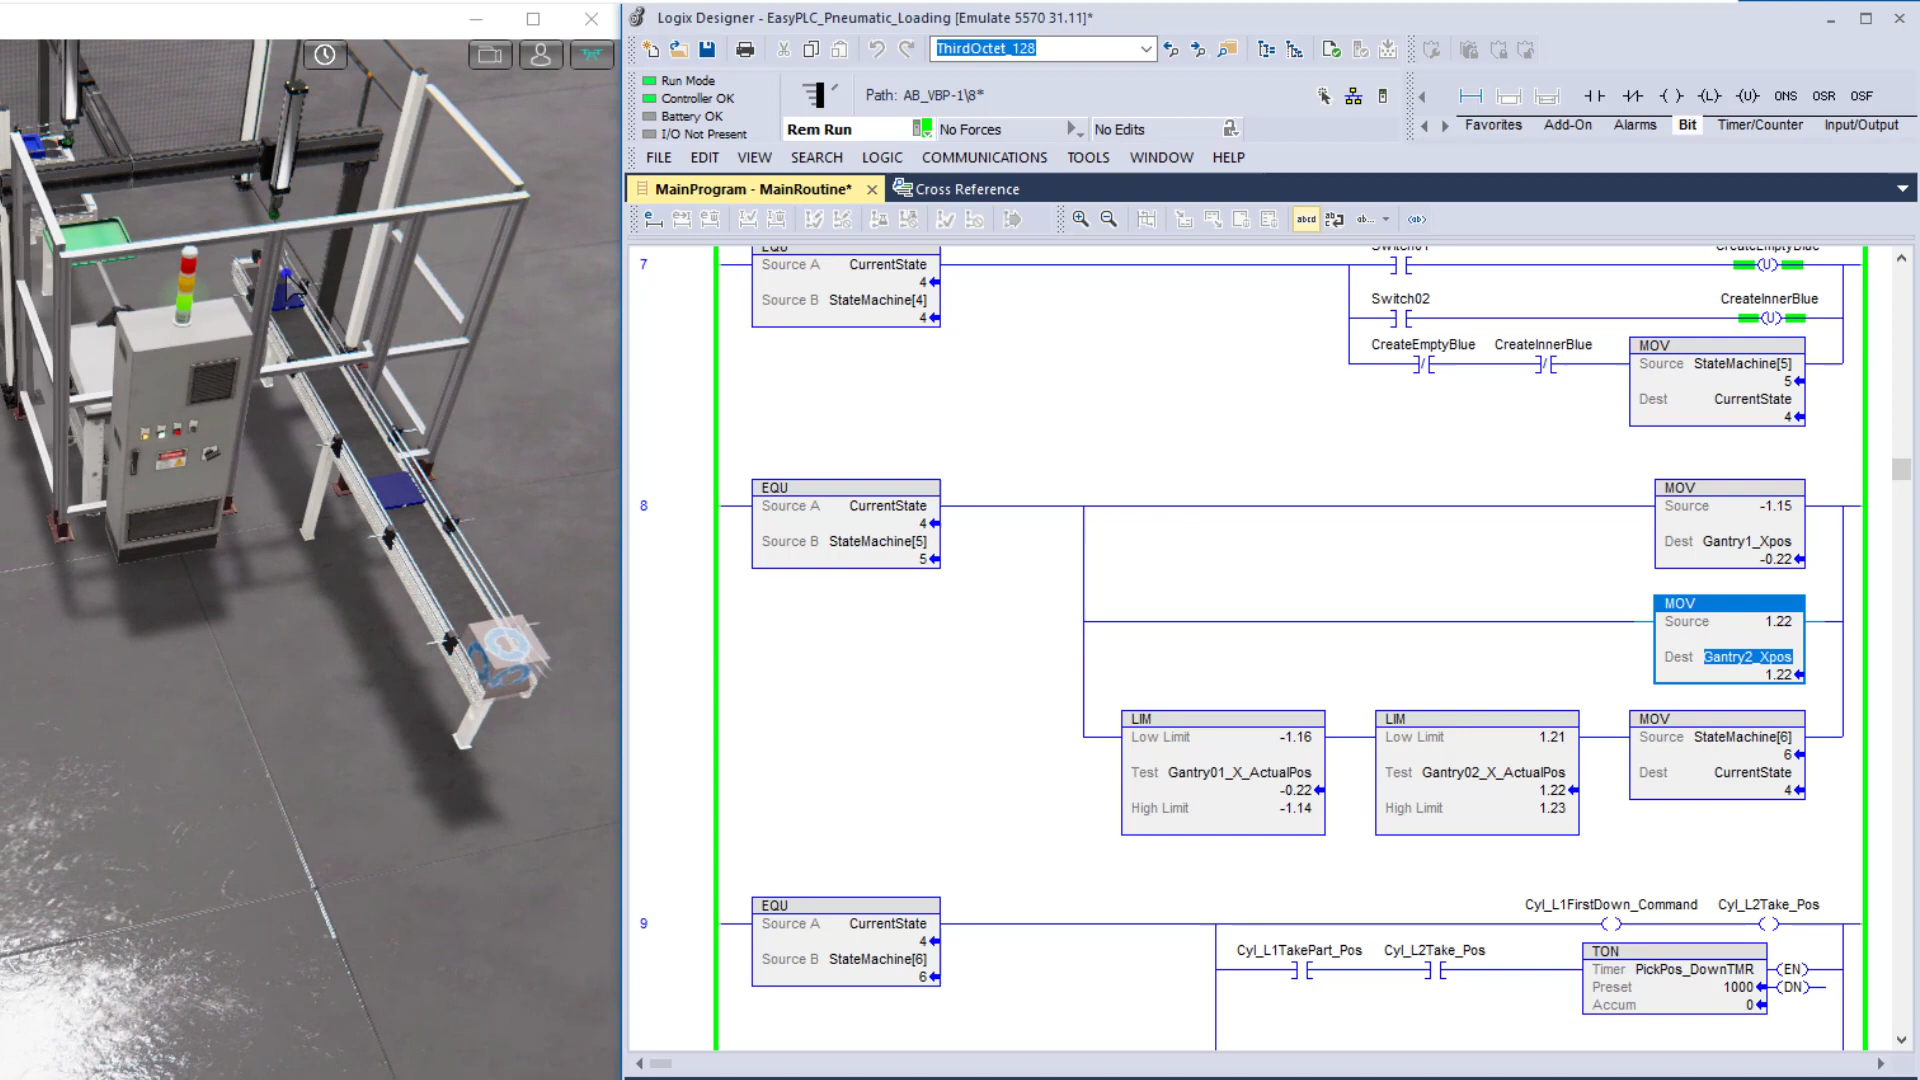 Logix Designer - EasyPLC_Pneumatic_Loading [Emulate 5570 31.11]*
ThirdOctet_128
Run Mode
Controller OK
Battery OK
I/O Not Present
Path: AB_VBP-1\8*
Rem Run
No Forces
No Edits
(L) (U) ONS OSR OSF
Favorites Add-On Alarms Bit Timer/Counter Input/Output
FILE EDIT VIEW SEARCH LOGIC COMMUNICATIONS TOOLS WINDOW HELP
MainProgram - MainRoutine*
Cross Reference
abcd
ab...
7
EQU
Source A CurrentState
4
Source B StateMachine[4]
4
Switch01
CreateEmptyBlue
(U)
Switch02
CreateInnerBlue
(U)
CreateEmptyBlue CreateInnerBlue
MOV
Source StateMachine[5]
5
Dest CurrentState
4
8
EQU
Source A CurrentState
4
Source B StateMachine[5]
5
MOV
Source -1.15
Dest Gantry1_Xpos
-0.22
MOV
Source 1.22
Dest Gantry2_Xpos
1.22
LIM
Low Limit -1.16
Test Gantry01_X_ActualPos
-0.22
High Limit -1.14
LIM
Low Limit 1.21
Test Gantry02_X_ActualPos
1.22
High Limit 1.23
MOV
Source StateMachine[6]
6
Dest CurrentState
4
9
EQU
Source A CurrentState
4
Source B StateMachine[6]
6
Cyl_L1FirstDown_Command Cyl_L2Take_Pos
Cyl_L1TakePart_Pos Cyl_L2Take_Pos
TON
Timer PickPos_DownTMR (EN)
Preset 1000 (DN)
Accum 0